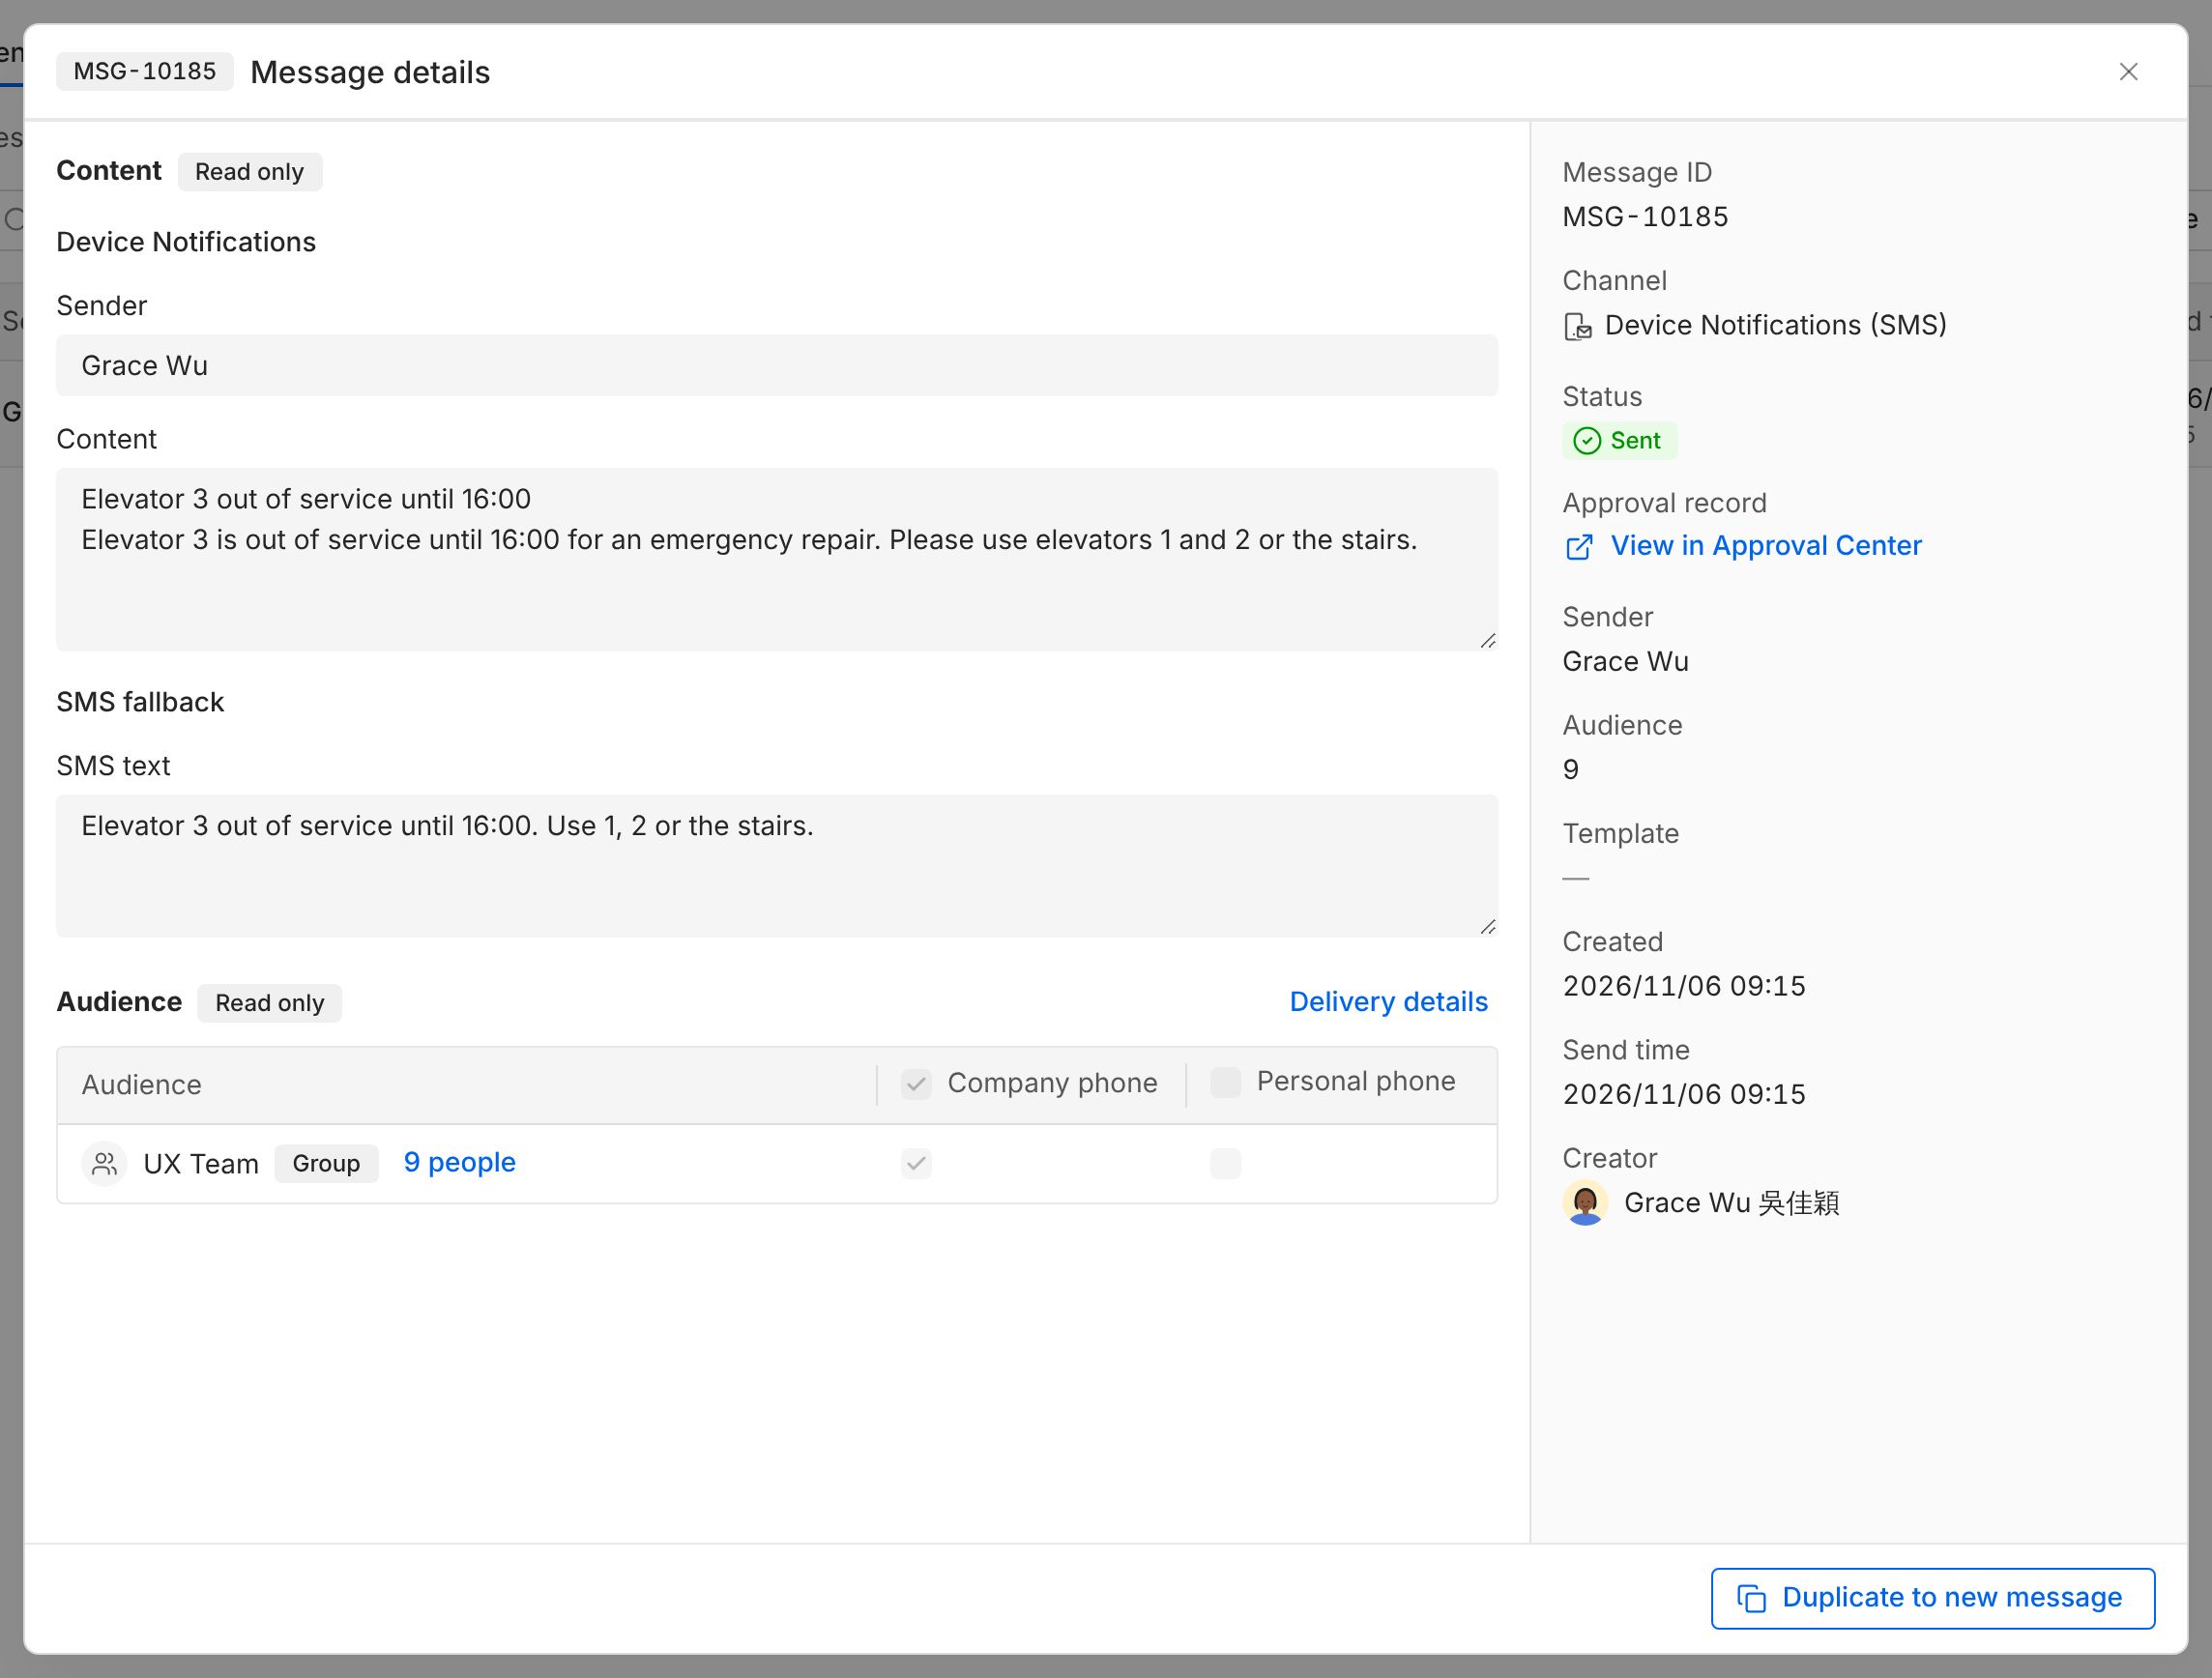 MSG-10185 Message details
Content Read only
Device Notifications
Sender
Grace Wu
Content
Elevator 3 out of service until 16:00
Elevator 3 is out of service until 16:00 for an emergency repair. Please use elevators 1 and 2 or the stairs.
SMS fallback
SMS text
Elevator 3 out of service until 16:00. Use 1, 2 or the stairs.
Audience Read only Delivery details
Audience Company phone Personal phone
UX Team Group 9 people
Message ID
MSG-10185
Channel
Device Notifications (SMS)
Status
Sent
Approval record
View in Approval Center
Sender
Grace Wu
Audience
9
Template
—
Created
2026/11/06 09:15
Send time
2026/11/06 09:15
Creator
Grace Wu 吳佳穎
Duplicate to new message